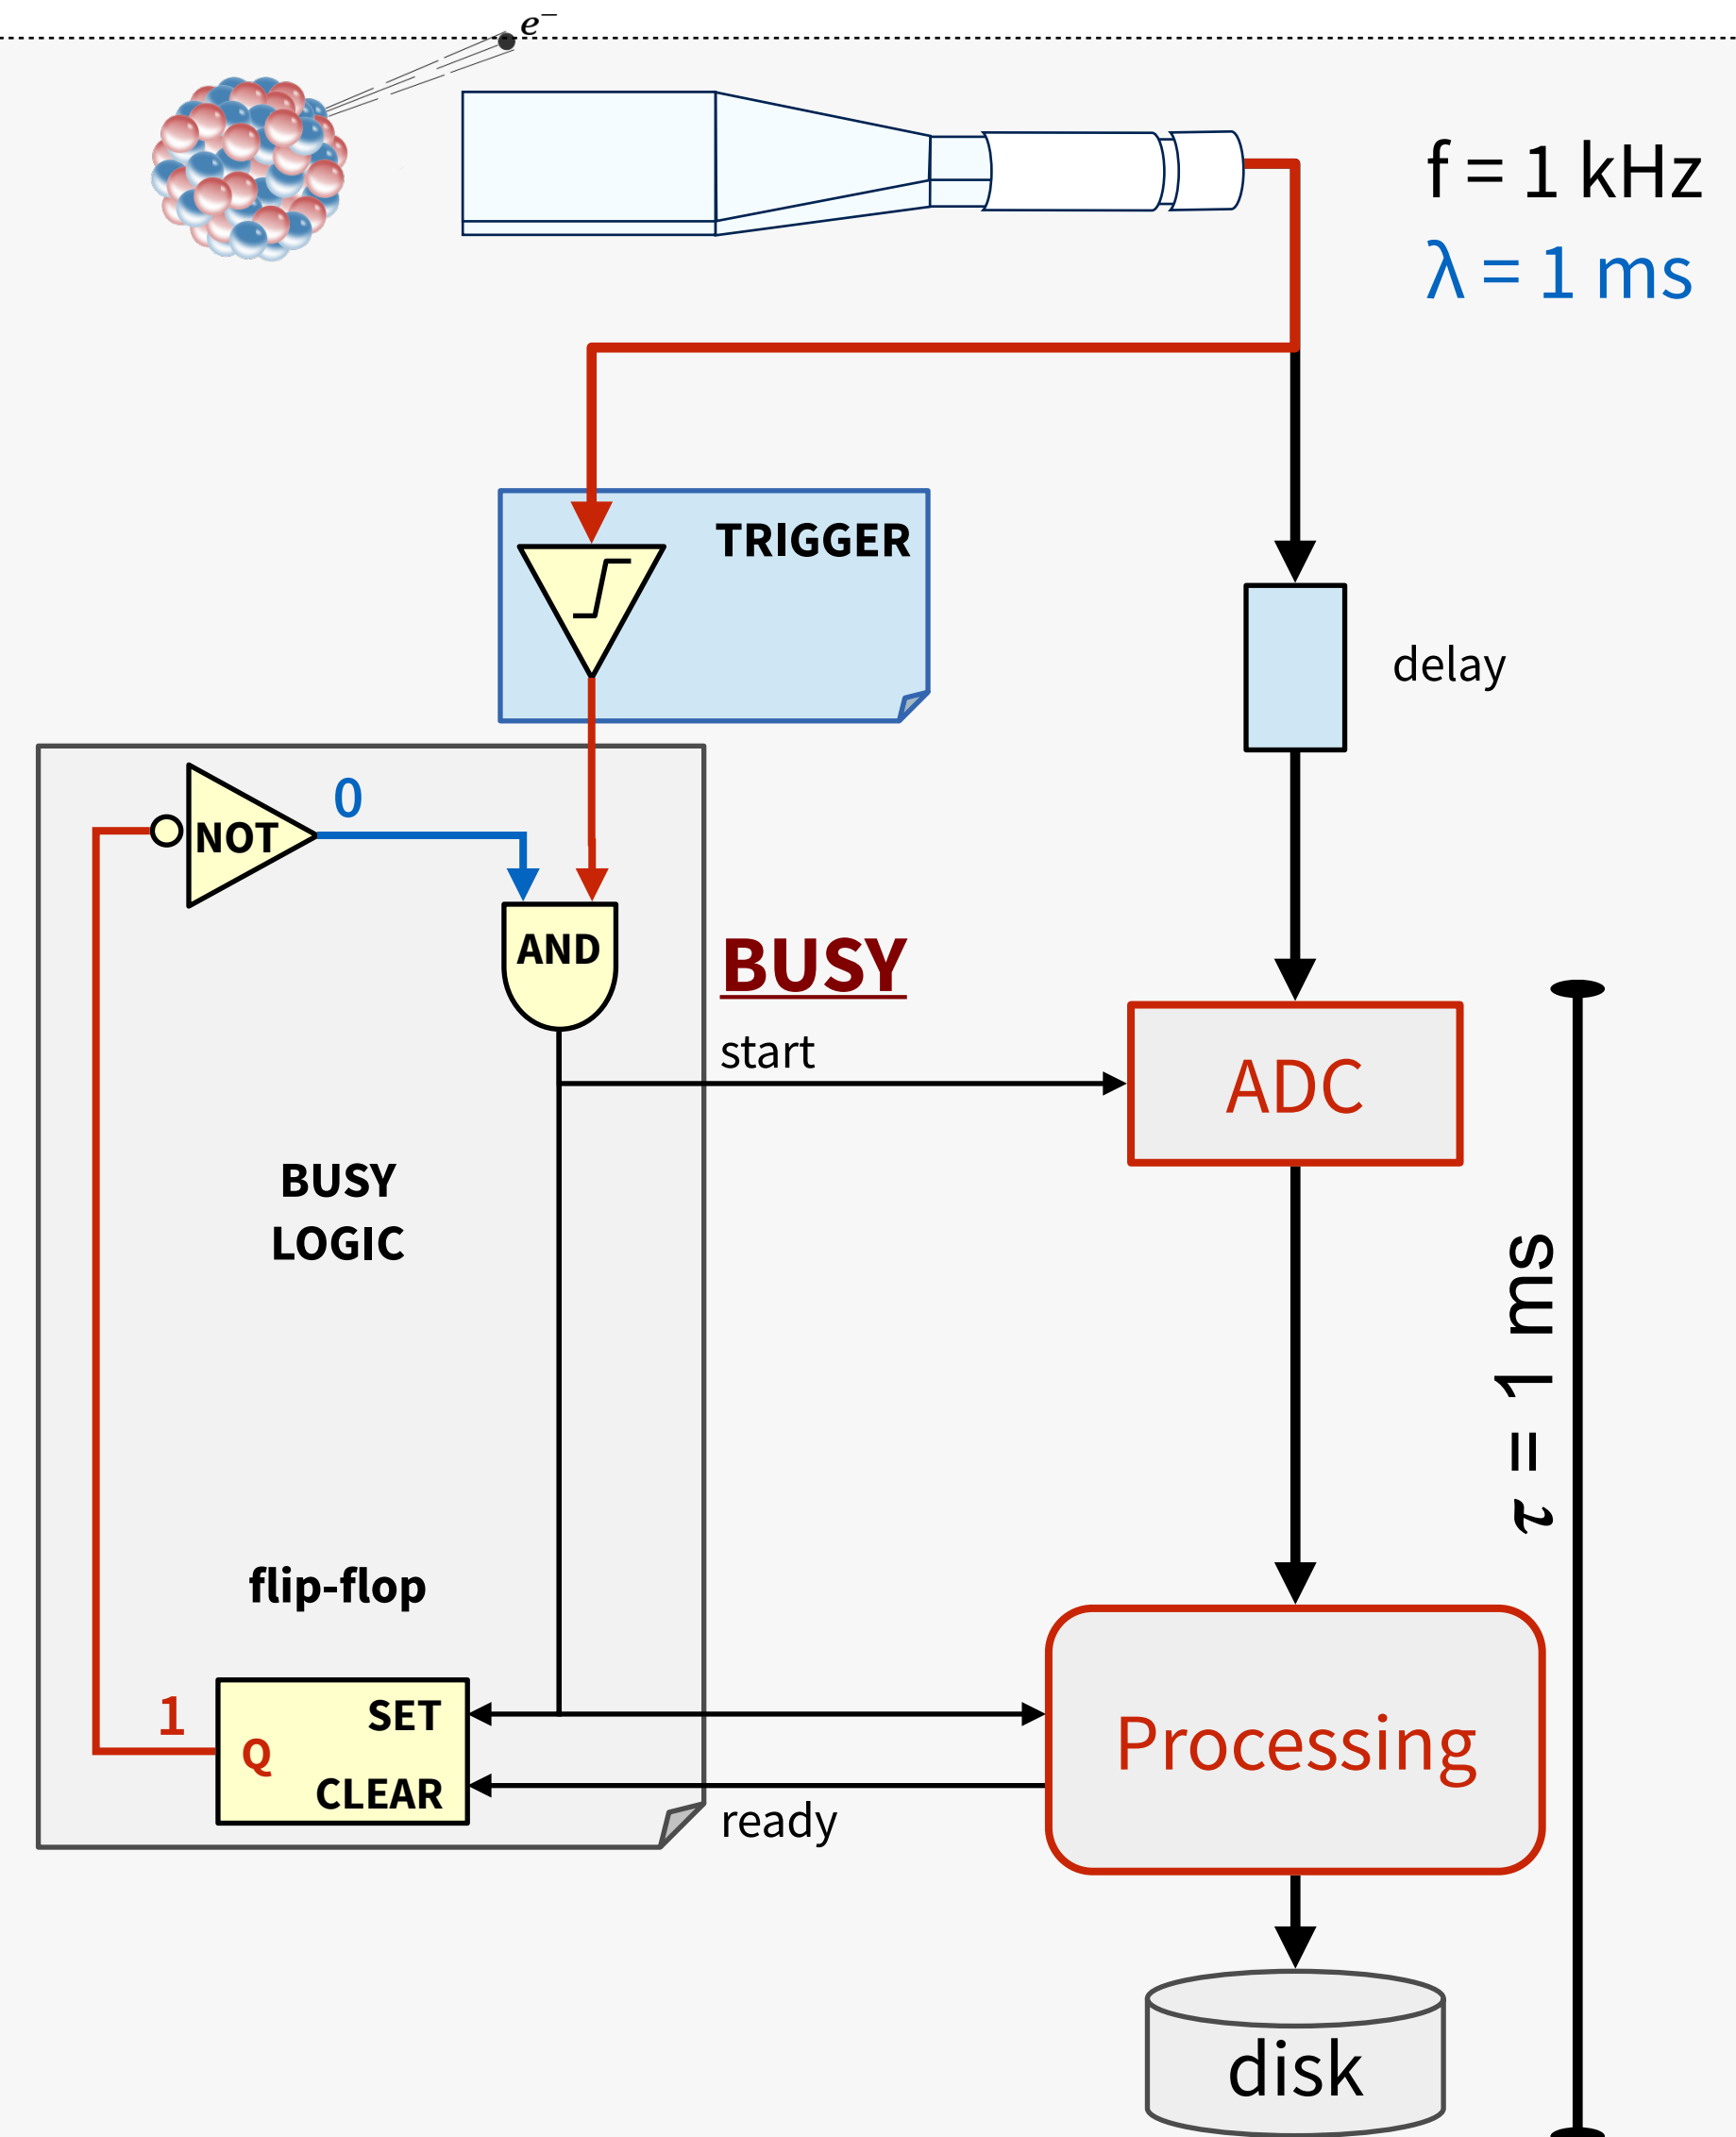 e⁻
f = 1 kHz
λ = 1 ms
TRIGGER
delay
0
NOT
AND
BUSY
start
ADC
BUSY
LOGIC
τ = 1 ms
flip-flop
1
SET
Q
CLEAR
Processing
ready
disk